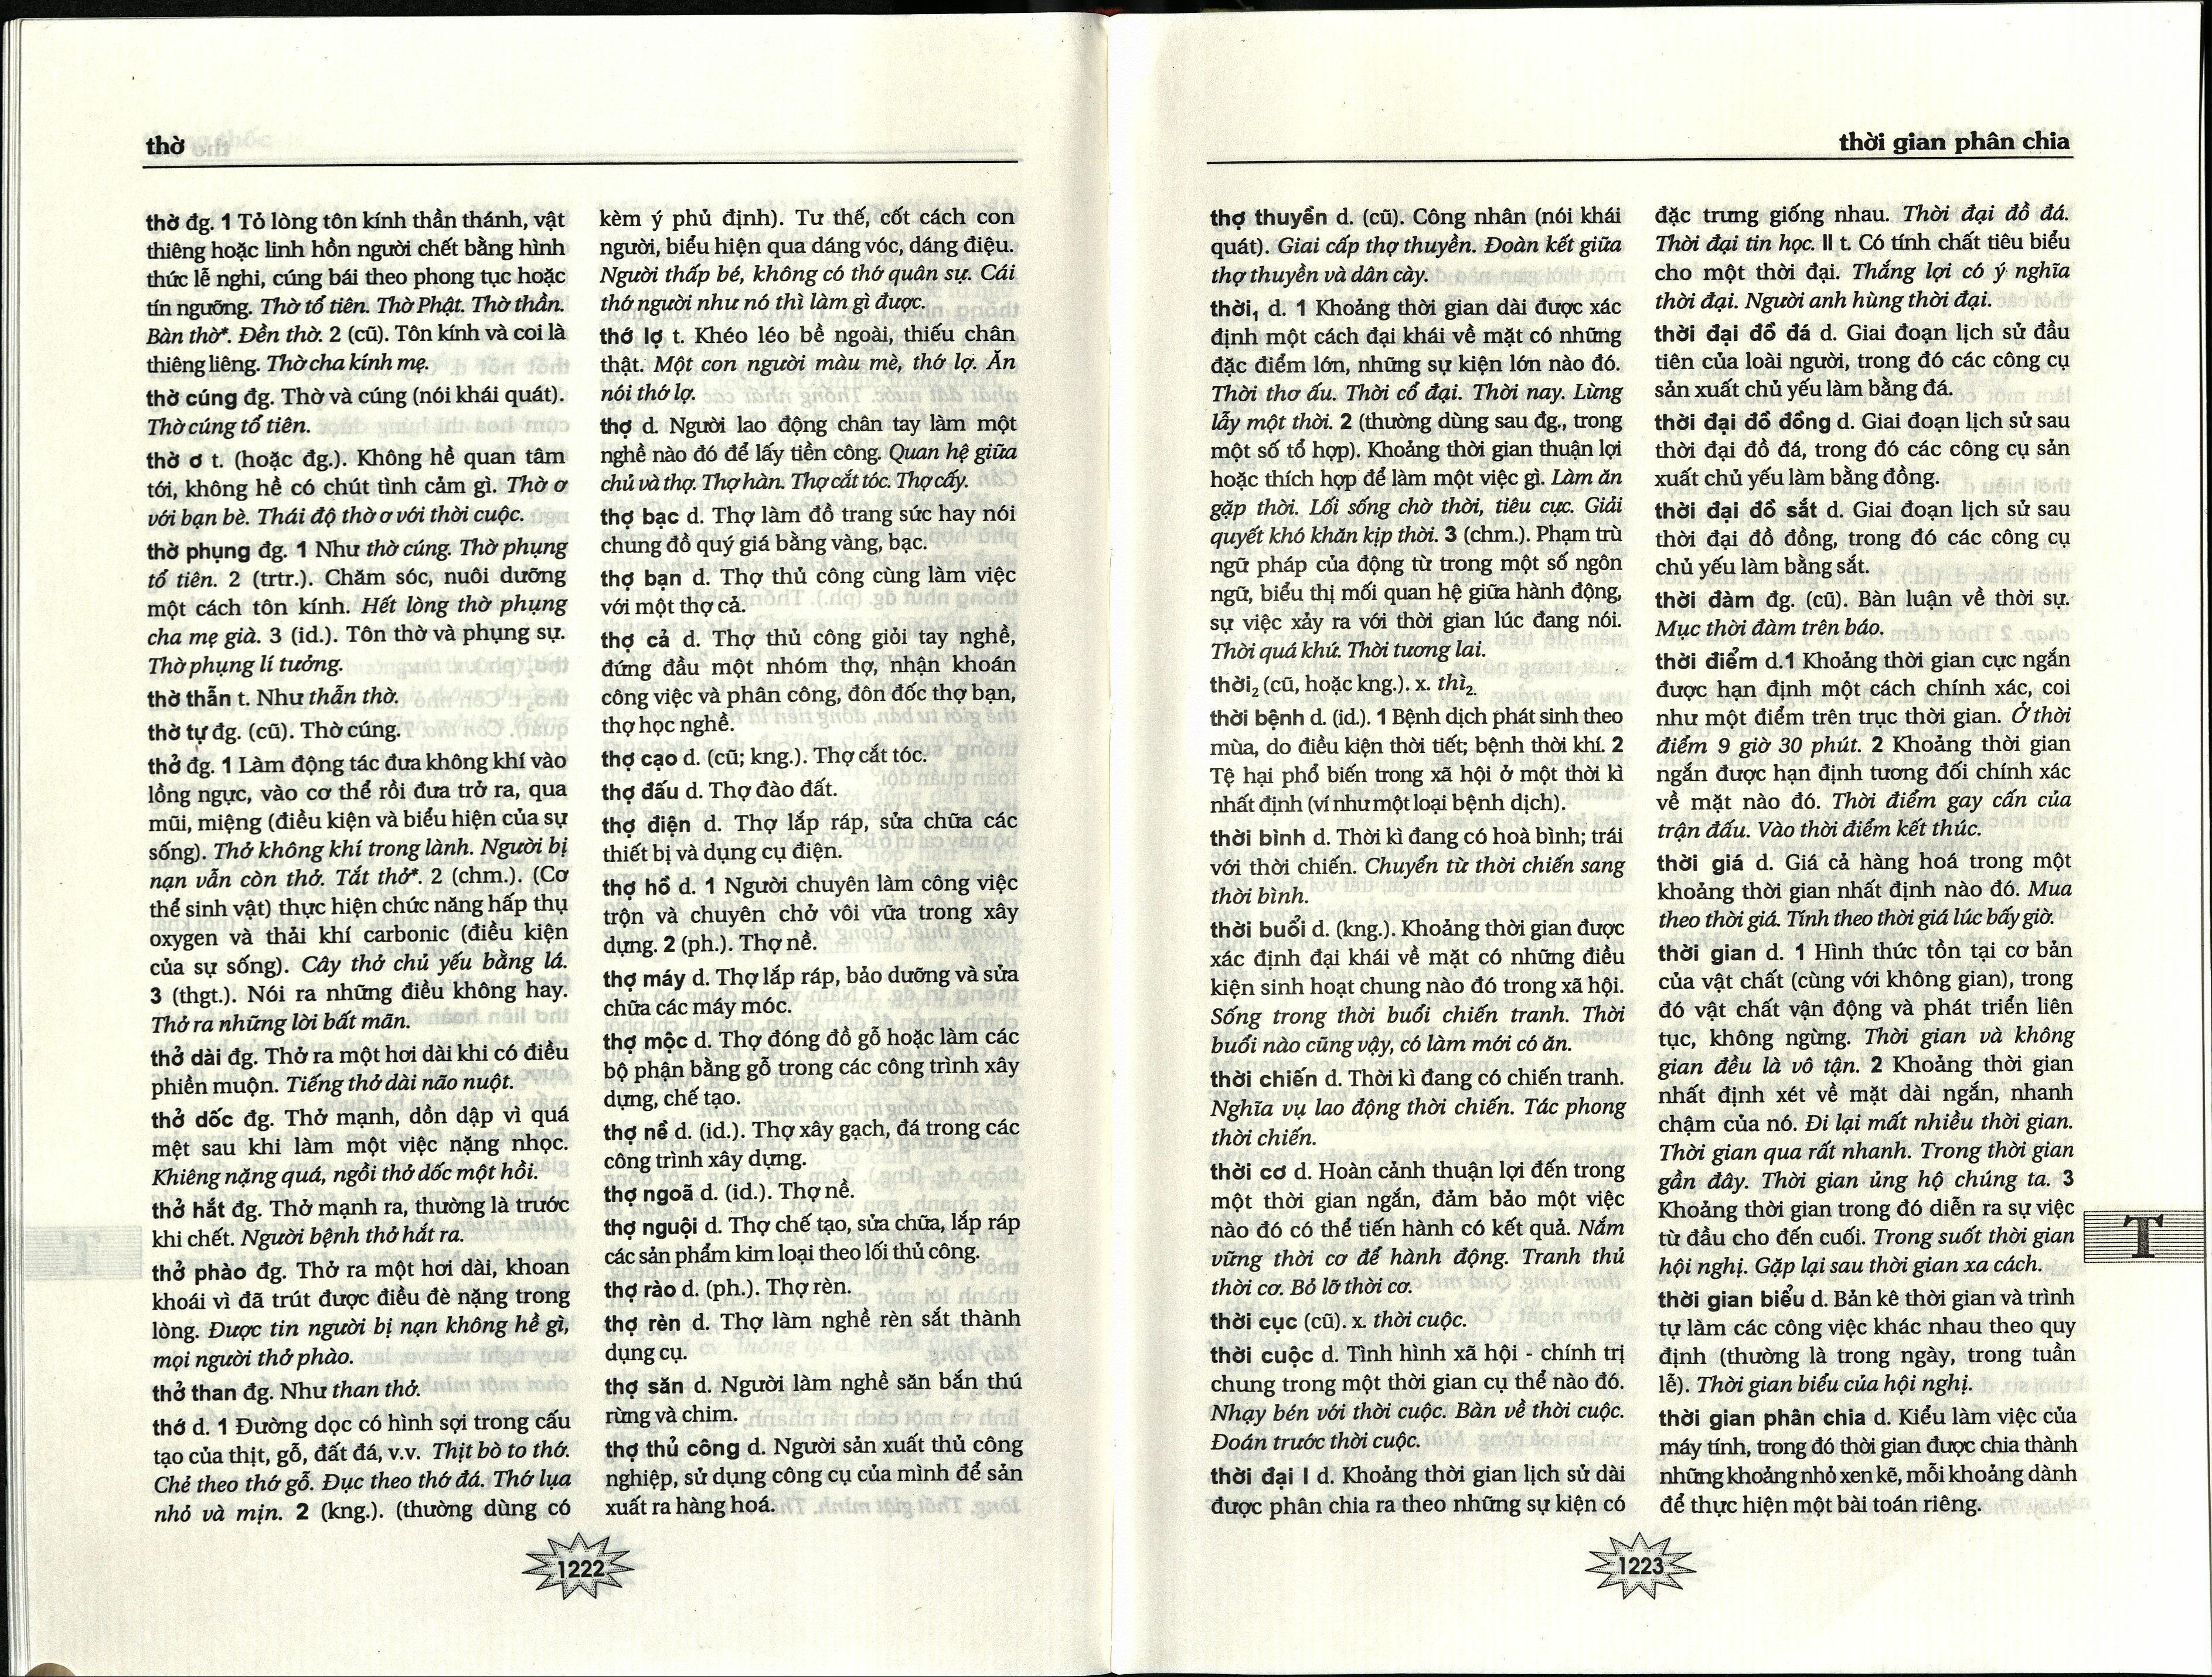 thờ
thờ đg. 1 Tỏ lòng tôn kính thần thánh, vật
thiêng hoặc linh hồn người chết bằng hình
thức lễ nghi, cúng bái theo phong tục hoặc
tín ngưỡng. Thờ tổ tiên. Thờ Phật. Thờ thần.
Bàn thờ*. Đền thờ. 2 (cũ). Tôn kính và coi là
thiêng liêng. Thờ cha kính mẹ.
thờ cúng đg. Thờ và cúng (nói khái quát).
Thờ cúng tổ tiên.
thờ ơ t. (hoặc đg.). Không hề quan tâm
tới, không hề có chút tình cảm gì. Thờ ơ
với bạn bè. Thái độ thờ ơ với thời cuộc.
thờ phụng đg. 1 Như thờ cúng. Thờ phụng
tổ tiên. 2 (trtr.). Chăm sóc, nuôi dưỡng
một cách tôn kính. Hết lòng thờ phụng
cha mẹ già. 3 (id.). Tôn thờ và phụng sự.
Thờ phụng lí tưởng.
thờ thẫn t. Như thẫn thờ.
thờ tự đg. (cũ). Thờ cúng.
thở đg. 1 Làm động tác đưa không khí vào
lồng ngực, vào cơ thể rồi đưa trở ra, qua
mũi, miệng (điều kiện và biểu hiện của sự
sống). Thở không khí trong lành. Người bị
nạn vẫn còn thở. Tắt thở*. 2 (chm.). (Cơ
thể sinh vật) thực hiện chức năng hấp thụ
oxygen và thải khí carbonic (điều kiện
của sự sống). Cây thở chủ yếu bằng lá.
3 (thgt.). Nói ra những điều không hay.
Thở ra những lời bất mãn.
thở dài đg. Thở ra một hơi dài khi có điều
phiền muộn. Tiếng thở dài não nuột.
thở dốc đg. Thở mạnh, dồn dập vì quá
mệt sau khi làm một việc nặng nhọc.
Khiêng nặng quá, ngồi thở dốc một hồi.
thở hắt đg. Thở mạnh ra, thường là trước
khi chết. Người bệnh thở hắt ra.
thở phào đg. Thở ra một hơi dài, khoan
khoái vì đã trút được điều đè nặng trong
lòng. Được tin người bị nạn không hề gì,
mọi người thở phào.
thở than đg. Như than thở.
thớ d. 1 Đường dọc có hình sợi trong cấu
tạo của thịt, gỗ, đất đá, v.v. Thịt bò to thớ.
Chẻ theo thớ gỗ. Đục theo thớ đá. Thớ lụa
nhỏ và mịn. 2 (kng.). (thường dùng có
kèm ý phủ định). Tư thế, cốt cách con
người, biểu hiện qua dáng vóc, dáng điệu.
Người thấp bé, không có thớ quân sự. Cái
thớ người như nó thì làm gì được.
thớ lợ t. Khéo léo bề ngoài, thiếu chân
thật. Một con người màu mè, thớ lợ. Ăn
nói thớ lợ.
thợ d. Người lao động chân tay làm một
nghề nào đó để lấy tiền công. Quan hệ giữa
chủ và thợ. Thợ hàn. Thợ cắt tóc. Thợ cấy.
thợ bạc d. Thợ làm đồ trang sức hay nói
chung đồ quý giá bằng vàng, bạc.
thợ bạn d. Thợ thủ công cùng làm việc
với một thợ cả.
thợ cả d. Thợ thủ công giỏi tay nghề,
đứng đầu một nhóm thợ, nhận khoán
công việc và phân công, đôn đốc thợ bạn,
thợ học nghề.
thợ cạo d. (cũ; kng.). Thợ cắt tóc.
thợ đấu d. Thợ đào đất.
thợ điện d. Thợ lắp ráp, sửa chữa các
thiết bị và dụng cụ điện.
thợ hồ d. 1 Người chuyên làm công việc
trộn và chuyên chở vôi vữa trong xây
dựng. 2 (ph.). Thợ nề.
thợ máy d. Thợ lắp ráp, bảo dưỡng và sửa
chữa các máy móc.
thợ mộc d. Thợ đóng đồ gỗ hoặc làm các
bộ phận bằng gỗ trong các công trình xây
dựng, chế tạo.
thợ nề d. (id.). Thợ xây gạch, đá trong các
công trình xây dựng.
thợ ngoã d. (id.). Thợ nề.
thợ nguội d. Thợ chế tạo, sửa chữa, lắp ráp
các sản phẩm kim loại theo lối thủ công.
thợ rào d. (ph.). Thợ rèn.
thợ rèn d. Thợ làm nghề rèn sắt thành
dụng cụ.
thợ săn d. Người làm nghề săn bắn thú
rừng và chim.
thợ thủ công d. Người sản xuất thủ công
nghiệp, sử dụng công cụ của mình để sản
xuất ra hàng hoá.
1222
thời gian phân chia
thợ thuyền d. (cũ). Công nhân (nói khái
quát). Giai cấp thợ thuyền. Đoàn kết giữa
thợ thuyền và dân cày.
thời₁ d. 1 Khoảng thời gian dài được xác
định một cách đại khái về mặt có những
đặc điểm lớn, những sự kiện lớn nào đó.
Thời thơ ấu. Thời cổ đại. Thời nay. Lừng
lẫy một thời. 2 (thường dùng sau đg., trong
một số tổ hợp). Khoảng thời gian thuận lợi
hoặc thích hợp để làm một việc gì. Làm ăn
gặp thời. Lối sống chờ thời, tiêu cực. Giải
quyết khó khăn kịp thời. 3 (chm.). Phạm trù
ngữ pháp của động từ trong một số ngôn
ngữ, biểu thị mối quan hệ giữa hành động,
sự việc xảy ra với thời gian lúc đang nói.
Thời quá khứ. Thời tương lai.
thời₂ (cũ, hoặc kng.). x. thì₂.
thời bệnh d. (id.). 1 Bệnh dịch phát sinh theo
mùa, do điều kiện thời tiết; bệnh thời khí. 2
Tệ hại phổ biến trong xã hội ở một thời kì
nhất định (ví như một loại bệnh dịch).
thời bình d. Thời kì đang có hoà bình; trái
với thời chiến. Chuyển từ thời chiến sang
thời bình.
thời buổi d. (kng.). Khoảng thời gian được
xác định đại khái về mặt có những điều
kiện sinh hoạt chung nào đó trong xã hội.
Sống trong thời buổi chiến tranh. Thời
buổi nào cũng vậy, có làm mới có ăn.
thời chiến d. Thời kì đang có chiến tranh.
Nghĩa vụ lao động thời chiến. Tác phong
thời chiến.
thời cơ d. Hoàn cảnh thuận lợi đến trong
một thời gian ngắn, đảm bảo một việc
nào đó có thể tiến hành có kết quả. Nắm
vững thời cơ để hành động. Tranh thủ
thời cơ. Bỏ lỡ thời cơ.
thời cục (cũ). x. thời cuộc.
thời cuộc d. Tình hình xã hội - chính trị
chung trong một thời gian cụ thể nào đó.
Nhạy bén với thời cuộc. Bàn về thời cuộc.
Đoán trước thời cuộc.
thời đại I d. Khoảng thời gian lịch sử dài
được phân chia ra theo những sự kiện có
đặc trưng giống nhau. Thời đại đồ đá.
Thời đại tin học. II t. Có tính chất tiêu biểu
cho một thời đại. Thắng lợi có ý nghĩa
thời đại. Người anh hùng thời đại.
thời đại đồ đá d. Giai đoạn lịch sử đầu
tiên của loài người, trong đó các công cụ
sản xuất chủ yếu làm bằng đá.
thời đại đồ đồng d. Giai đoạn lịch sử sau
thời đại đồ đá, trong đó các công cụ sản
xuất chủ yếu làm bằng đồng.
thời đại đồ sắt d. Giai đoạn lịch sử sau
thời đại đồ đồng, trong đó các công cụ
chủ yếu làm bằng sắt.
thời đàm đg. (cũ). Bàn luận về thời sự.
Mục thời đàm trên báo.
thời điểm d.1 Khoảng thời gian cực ngắn
được hạn định một cách chính xác, coi
như một điểm trên trục thời gian. Ở thời
điểm 9 giờ 30 phút. 2 Khoảng thời gian
ngắn được hạn định tương đối chính xác
về mặt nào đó. Thời điểm gay cấn của
trận đấu. Vào thời điểm kết thúc.
thời giá d. Giá cả hàng hoá trong một
khoảng thời gian nhất định nào đó. Mua
theo thời giá. Tính theo thời giá lúc bấy giờ.
thời gian d. 1 Hình thức tồn tại cơ bản
của vật chất (cùng với không gian), trong
đó vật chất vận động và phát triển liên
tục, không ngừng. Thời gian và không
gian đều là vô tận. 2 Khoảng thời gian
nhất định xét về mặt dài ngắn, nhanh
chậm của nó. Đi lại mất nhiều thời gian.
Thời gian qua rất nhanh. Trong thời gian
gần đây. Thời gian ủng hộ chúng ta. 3
Khoảng thời gian trong đó diễn ra sự việc
từ đầu cho đến cuối. Trong suốt thời gian
hội nghị. Gặp lại sau thời gian xa cách.
thời gian biểu d. Bản kê thời gian và trình
tự làm các công việc khác nhau theo quy
định (thường là trong ngày, trong tuần
lễ). Thời gian biểu của hội nghị.
thời gian phân chia d. Kiểu làm việc của
máy tính, trong đó thời gian được chia thành
những khoảng nhỏ xen kẽ, mỗi khoảng dành
để thực hiện một bài toán riêng.
T
1223